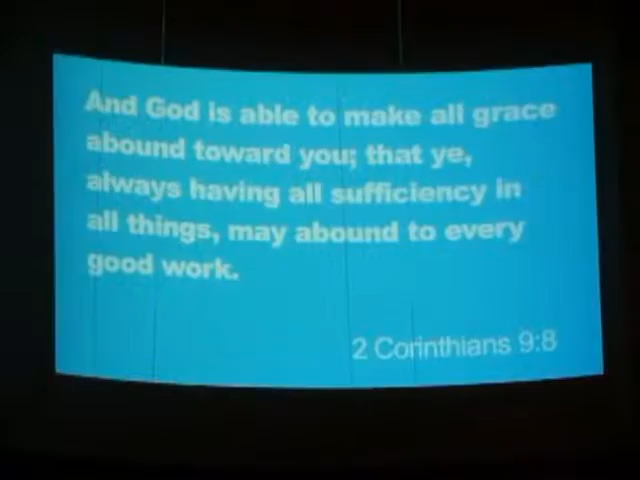 And God is able to make all grace
abound toward you; that ye,
always having all sufficiency in
all things, may abound to every
good work.
2 Corinthians 9:8